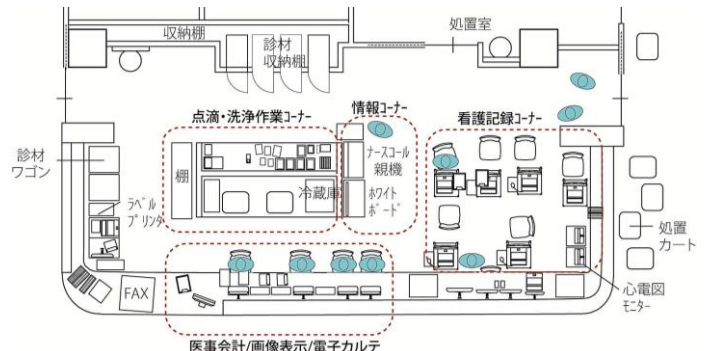 収納棚
診材
収納棚
処置室
点滴・洗浄作業ｺｰﾅｰ
情報ｺｰﾅｰ
看護記録ｺｰﾅｰ
診材
ワゴン
棚
冷蔵庫
ﾅｰｽｺｰﾙ
親機
ﾎﾜｲﾄ
ﾎﾞｰﾄﾞ
ﾗﾍﾞﾙ
ﾌﾟﾘﾝﾀ
処置
カート
FAX
心電図
ﾓﾆﾀｰ
医事会計/画像表示/電子カルテ